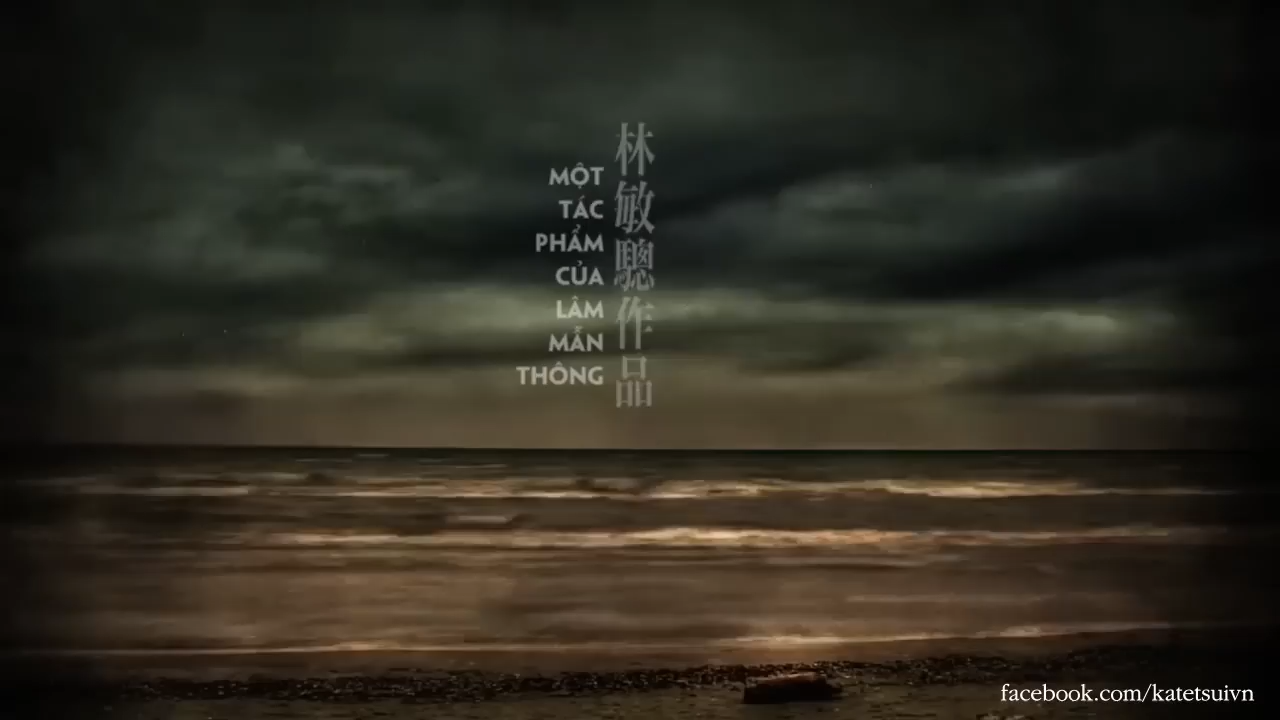 林敏驄作品
MỘT
TÁC
PHẨM
CỦA
LÂM
MẪN
THÔNG
facebook.com/katetsuivn